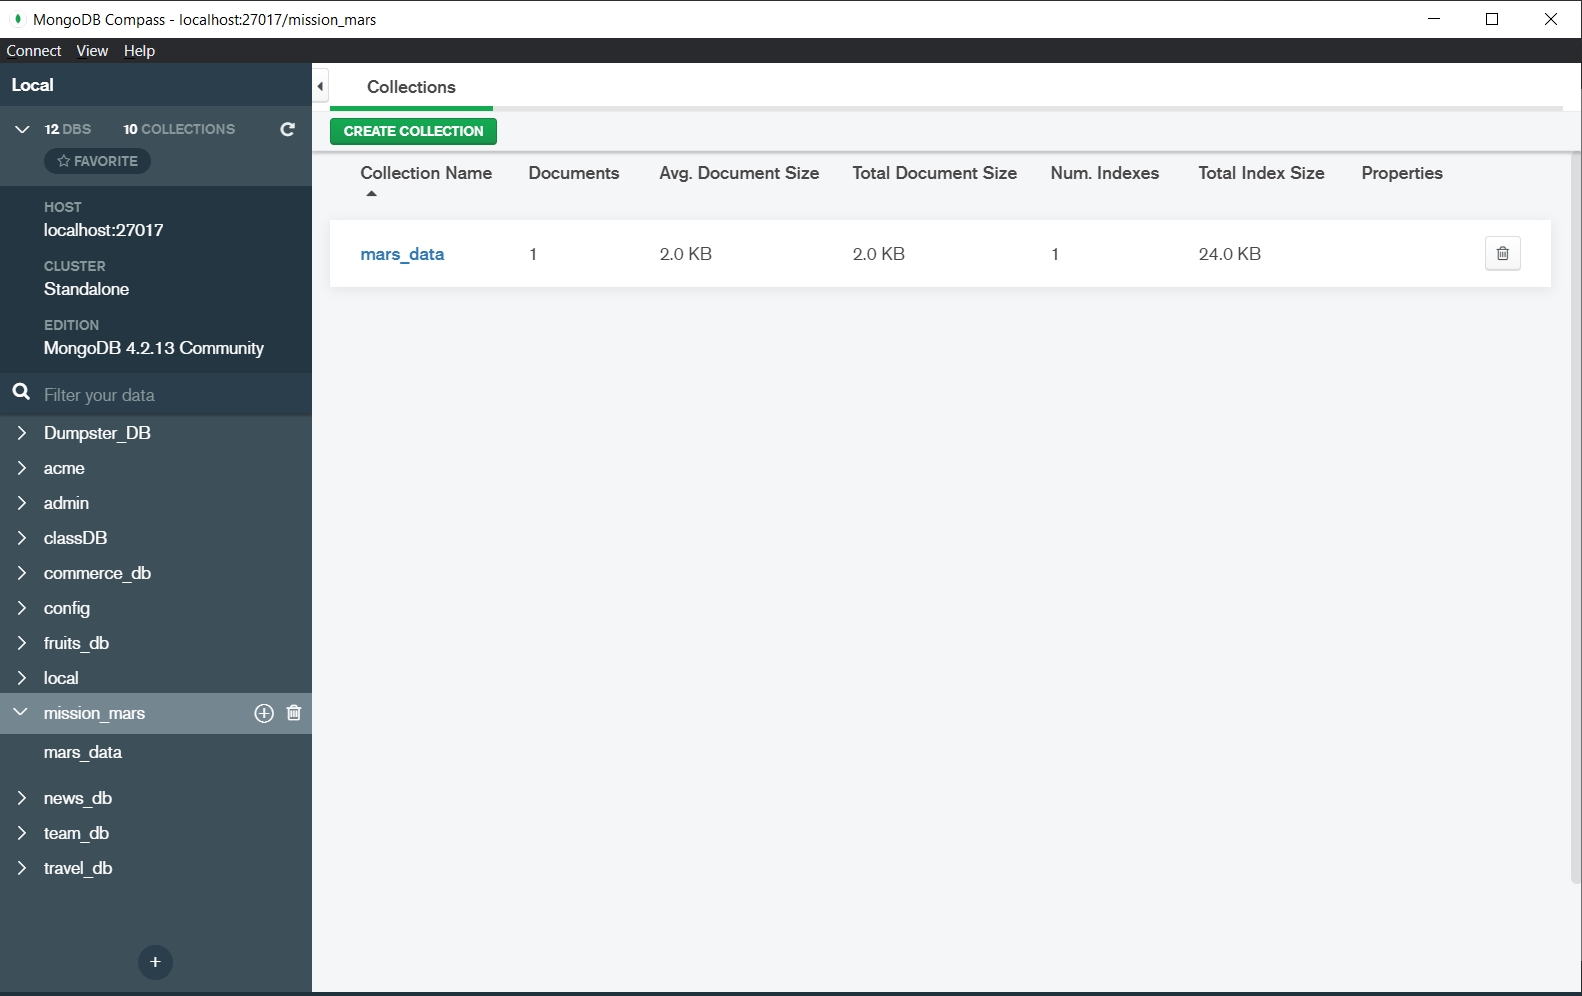 MongoDB Compass - localhost:27017/mission_mars
Connect View Help
Local
12 DBS 10 COLLECTIONS
FAVORITE
HOST
localhost:27017
CLUSTER
Standalone
EDITION
MongoDB 4.2.13 Community
Filter your data
Dumpster_DB
acme
admin
classDB
commerce_db
config
fruits_db
local
mission_mars
mars_data
news_db
team_db
travel_db
Collections
CREATE COLLECTION
Collection Name Documents Avg. Document Size Total Document Size Num. Indexes Total Index Size Properties
mars_data 1 2.0 KB 2.0 KB 1 24.0 KB